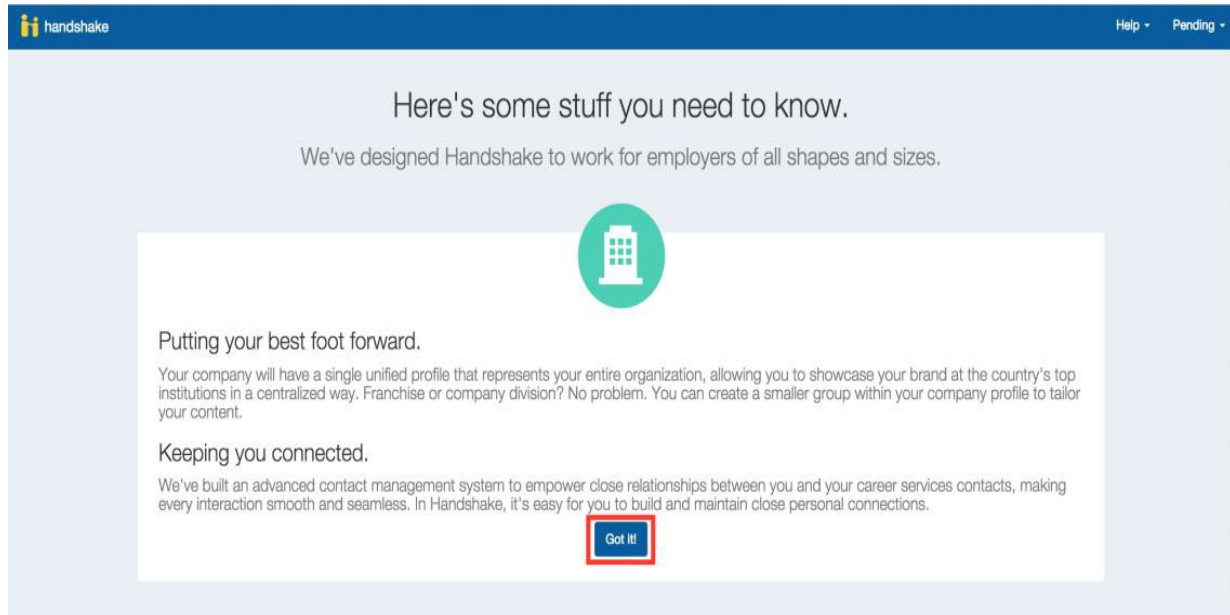 handshake
Help
Pending
Here's some stuff you need to know.
We've designed Handshake to work for employers of all shapes and sizes.
Putting your best foot forward.
Your company will have a single unified profile that represents your entire organization, allowing you to showcase your brand at the country's top
institutions in a centralized way. Franchise or company division? No problem. You can create a smaller group within your company profile to tailor
your content.
Keeping you connected.
We've built an advanced contact management system to empower close relationships between you and your career services contacts, making
every interaction smooth and seamless. In Handshake, it's easy for you to build and maintain close personal connections.
Got it!